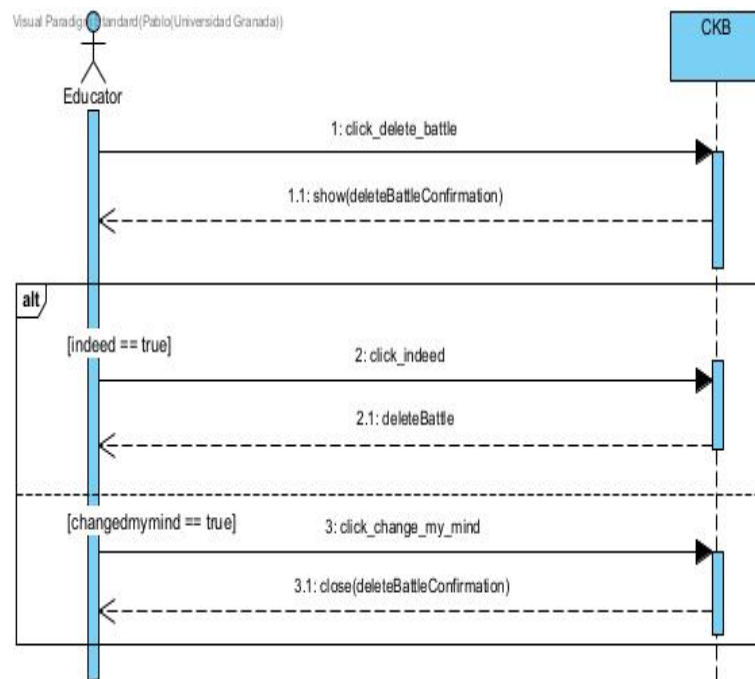 Visual Paradigm Standard(Pablo(Universidad Granada))
CKB
Educator
1: click_delete_battle
1.1: show(deleteBattleConfirmation)
alt
[indeed == true]
2: click_indeed
2.1: deleteBattle
[changedmymind == true]
3: click_change_my_mind
3.1: close(deleteBattleConfirmation)